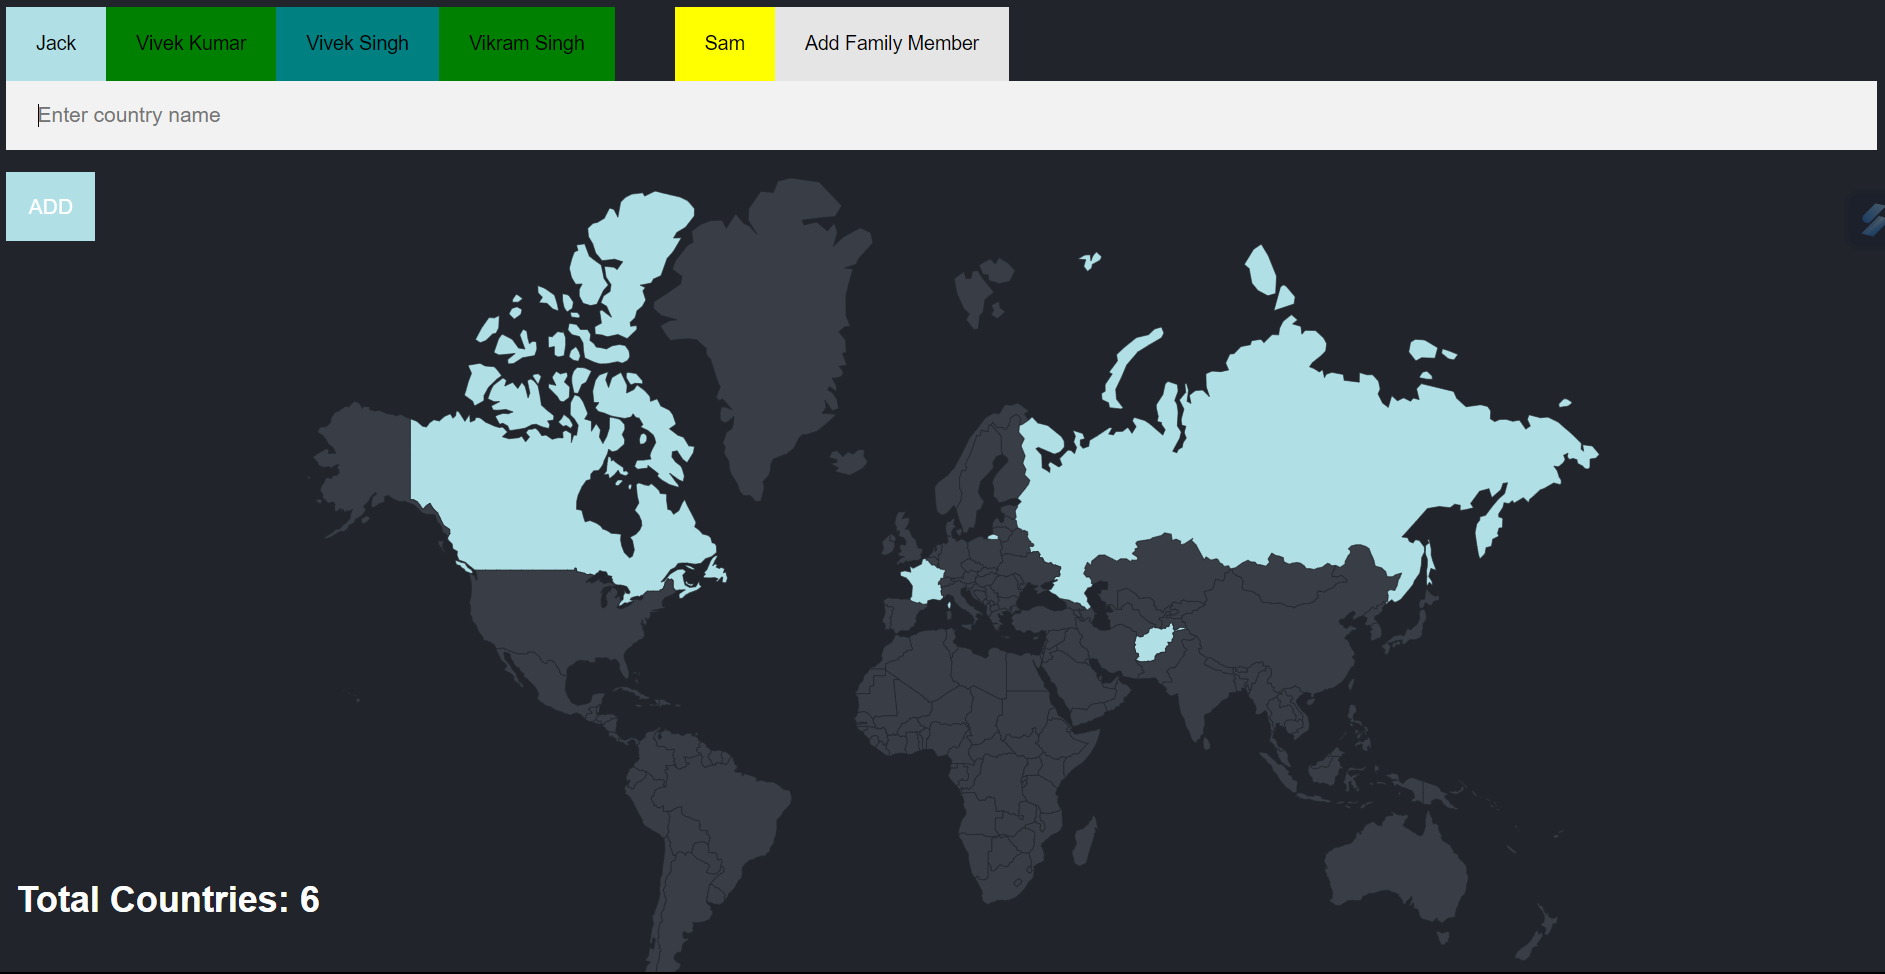 Jack Vivek Kumar Vivek Singh Vikram Singh Sam Add Family Member
Enter country name
ADD
Total Countries: 6